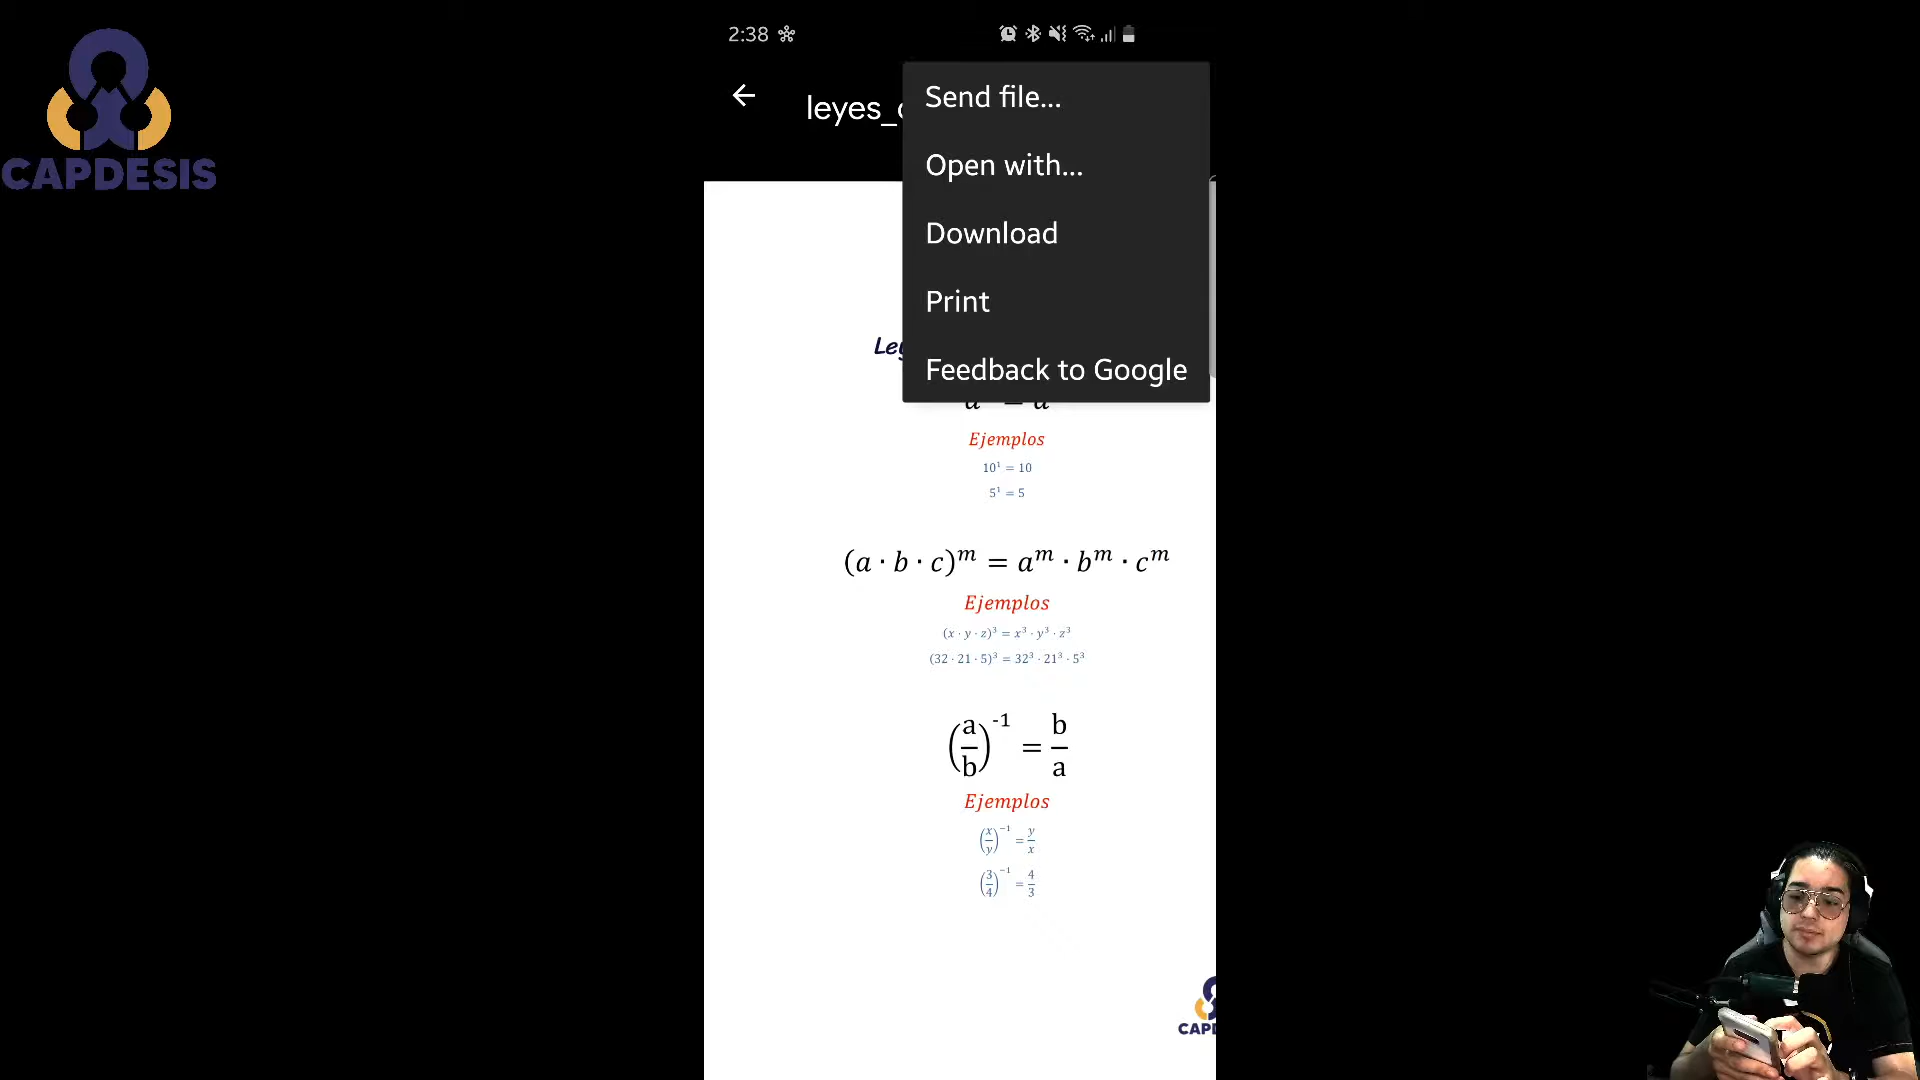 CAPDESIS
2:38
leyes_
Send file...
Open with...
Download
Print
Feedback to Google
Ejemplos
10¹ = 10
5¹ = 5
(a · b · c)ᵐ = aᵐ · bᵐ · cᵐ
Ejemplos
(x · y · z)³ = x³ · y³ · z³
(32 · 21 · 5)³ = 32³ · 21³ · 5³
(a/b)⁻¹ = b/a
Ejemplos
(x/y)⁻¹ = y/x
(3/4)⁻¹ = 4/3